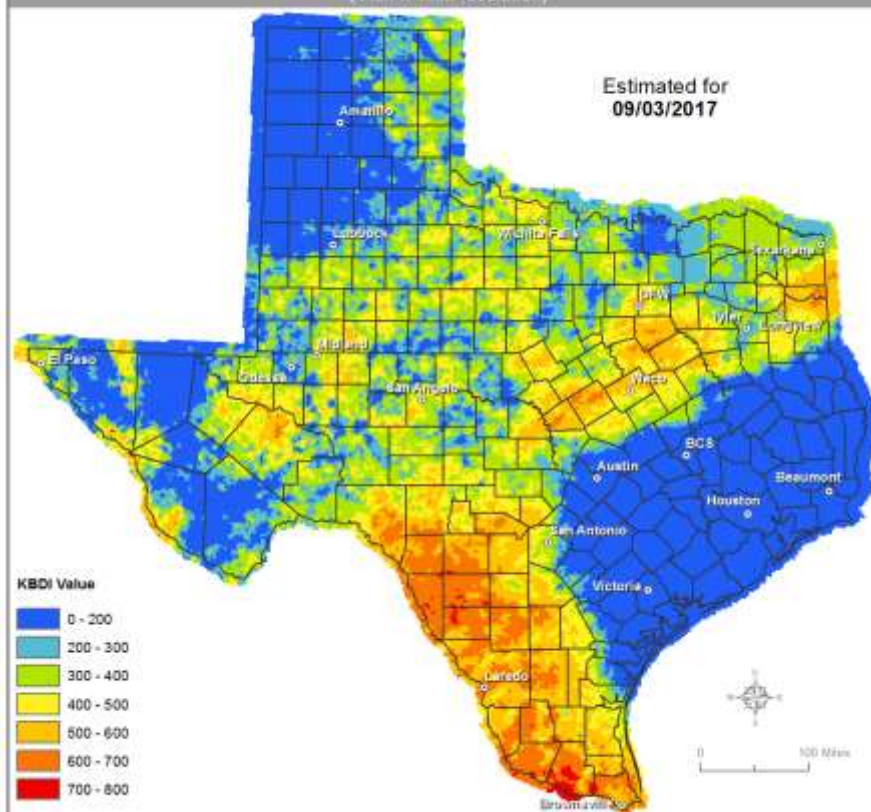 Estimated for
09/03/2017
Amarillo
Lubbock
Wichita Falls
Texarkana
DFW
Tyler
Longview
Midland
El Paso
Odessa
San Angelo
Waco
BCS
Austin
Beaumont
Houston
San Antonio
Victoria
KBDI Value
0 - 200
200 - 300
300 - 400
400 - 500
500 - 600
600 - 700
700 - 800
Laredo
0
100 Miles
Brownsville